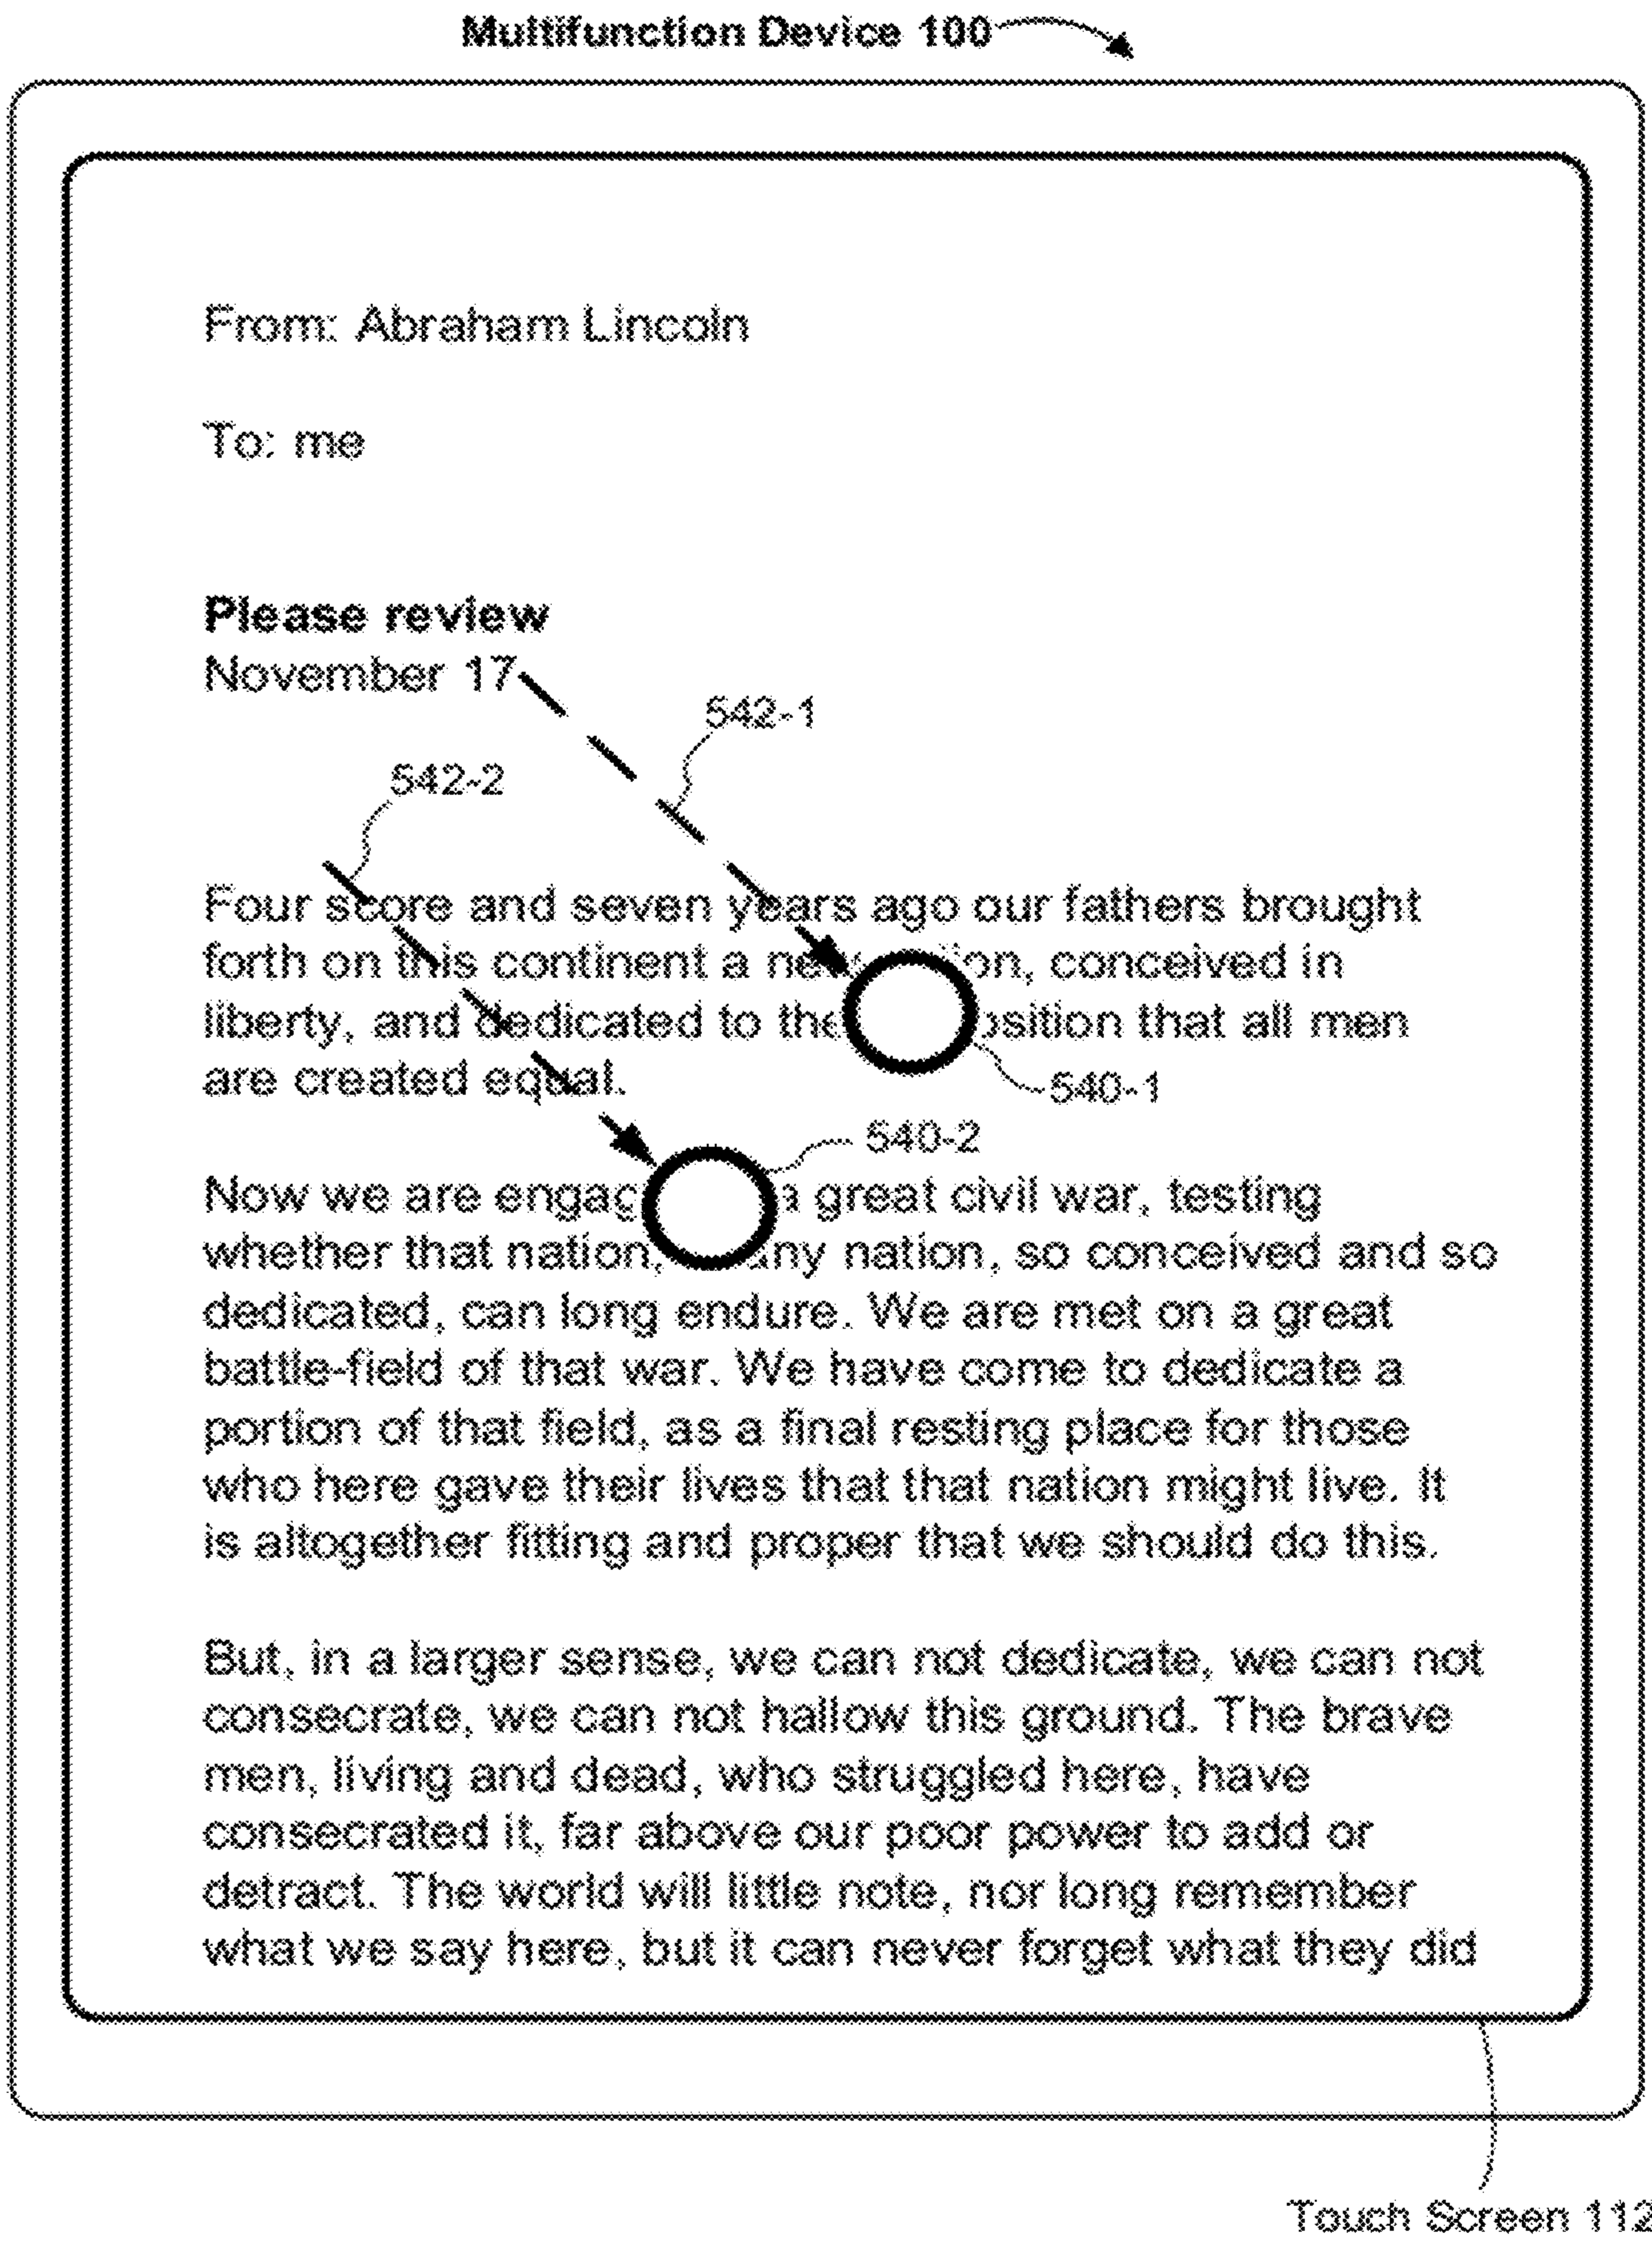 Multifunction Device 100
From: Abraham Lincoln
To: me
Please review
November 17
542-1
542-2
Four score and seven years ago our fathers brought
forth on this continent a new conceived in
liberty, and dedicated to the that all men
are created equal.
540-1
540-2
Now we are a great civil war, testing
whether that nation, any nation, so conceived and so
dedicated, can long endure. We are met on a great
battle-field of that war. We have come to dedicate a
portion of that field, as a final resting place for those
who here gave their lives that that nation might live. It
is altogether fitting and proper that we should do this.
But, in a larger sense, we can not dedicate, we can not
consecrate, we can not hallow this ground. The brave
men, living and dead, who struggled here, have
consecrated it, far above our poor power to add or
detract. The world will little note, nor long remember
what we say here, but it can never forget what they did
Touch Screen 112